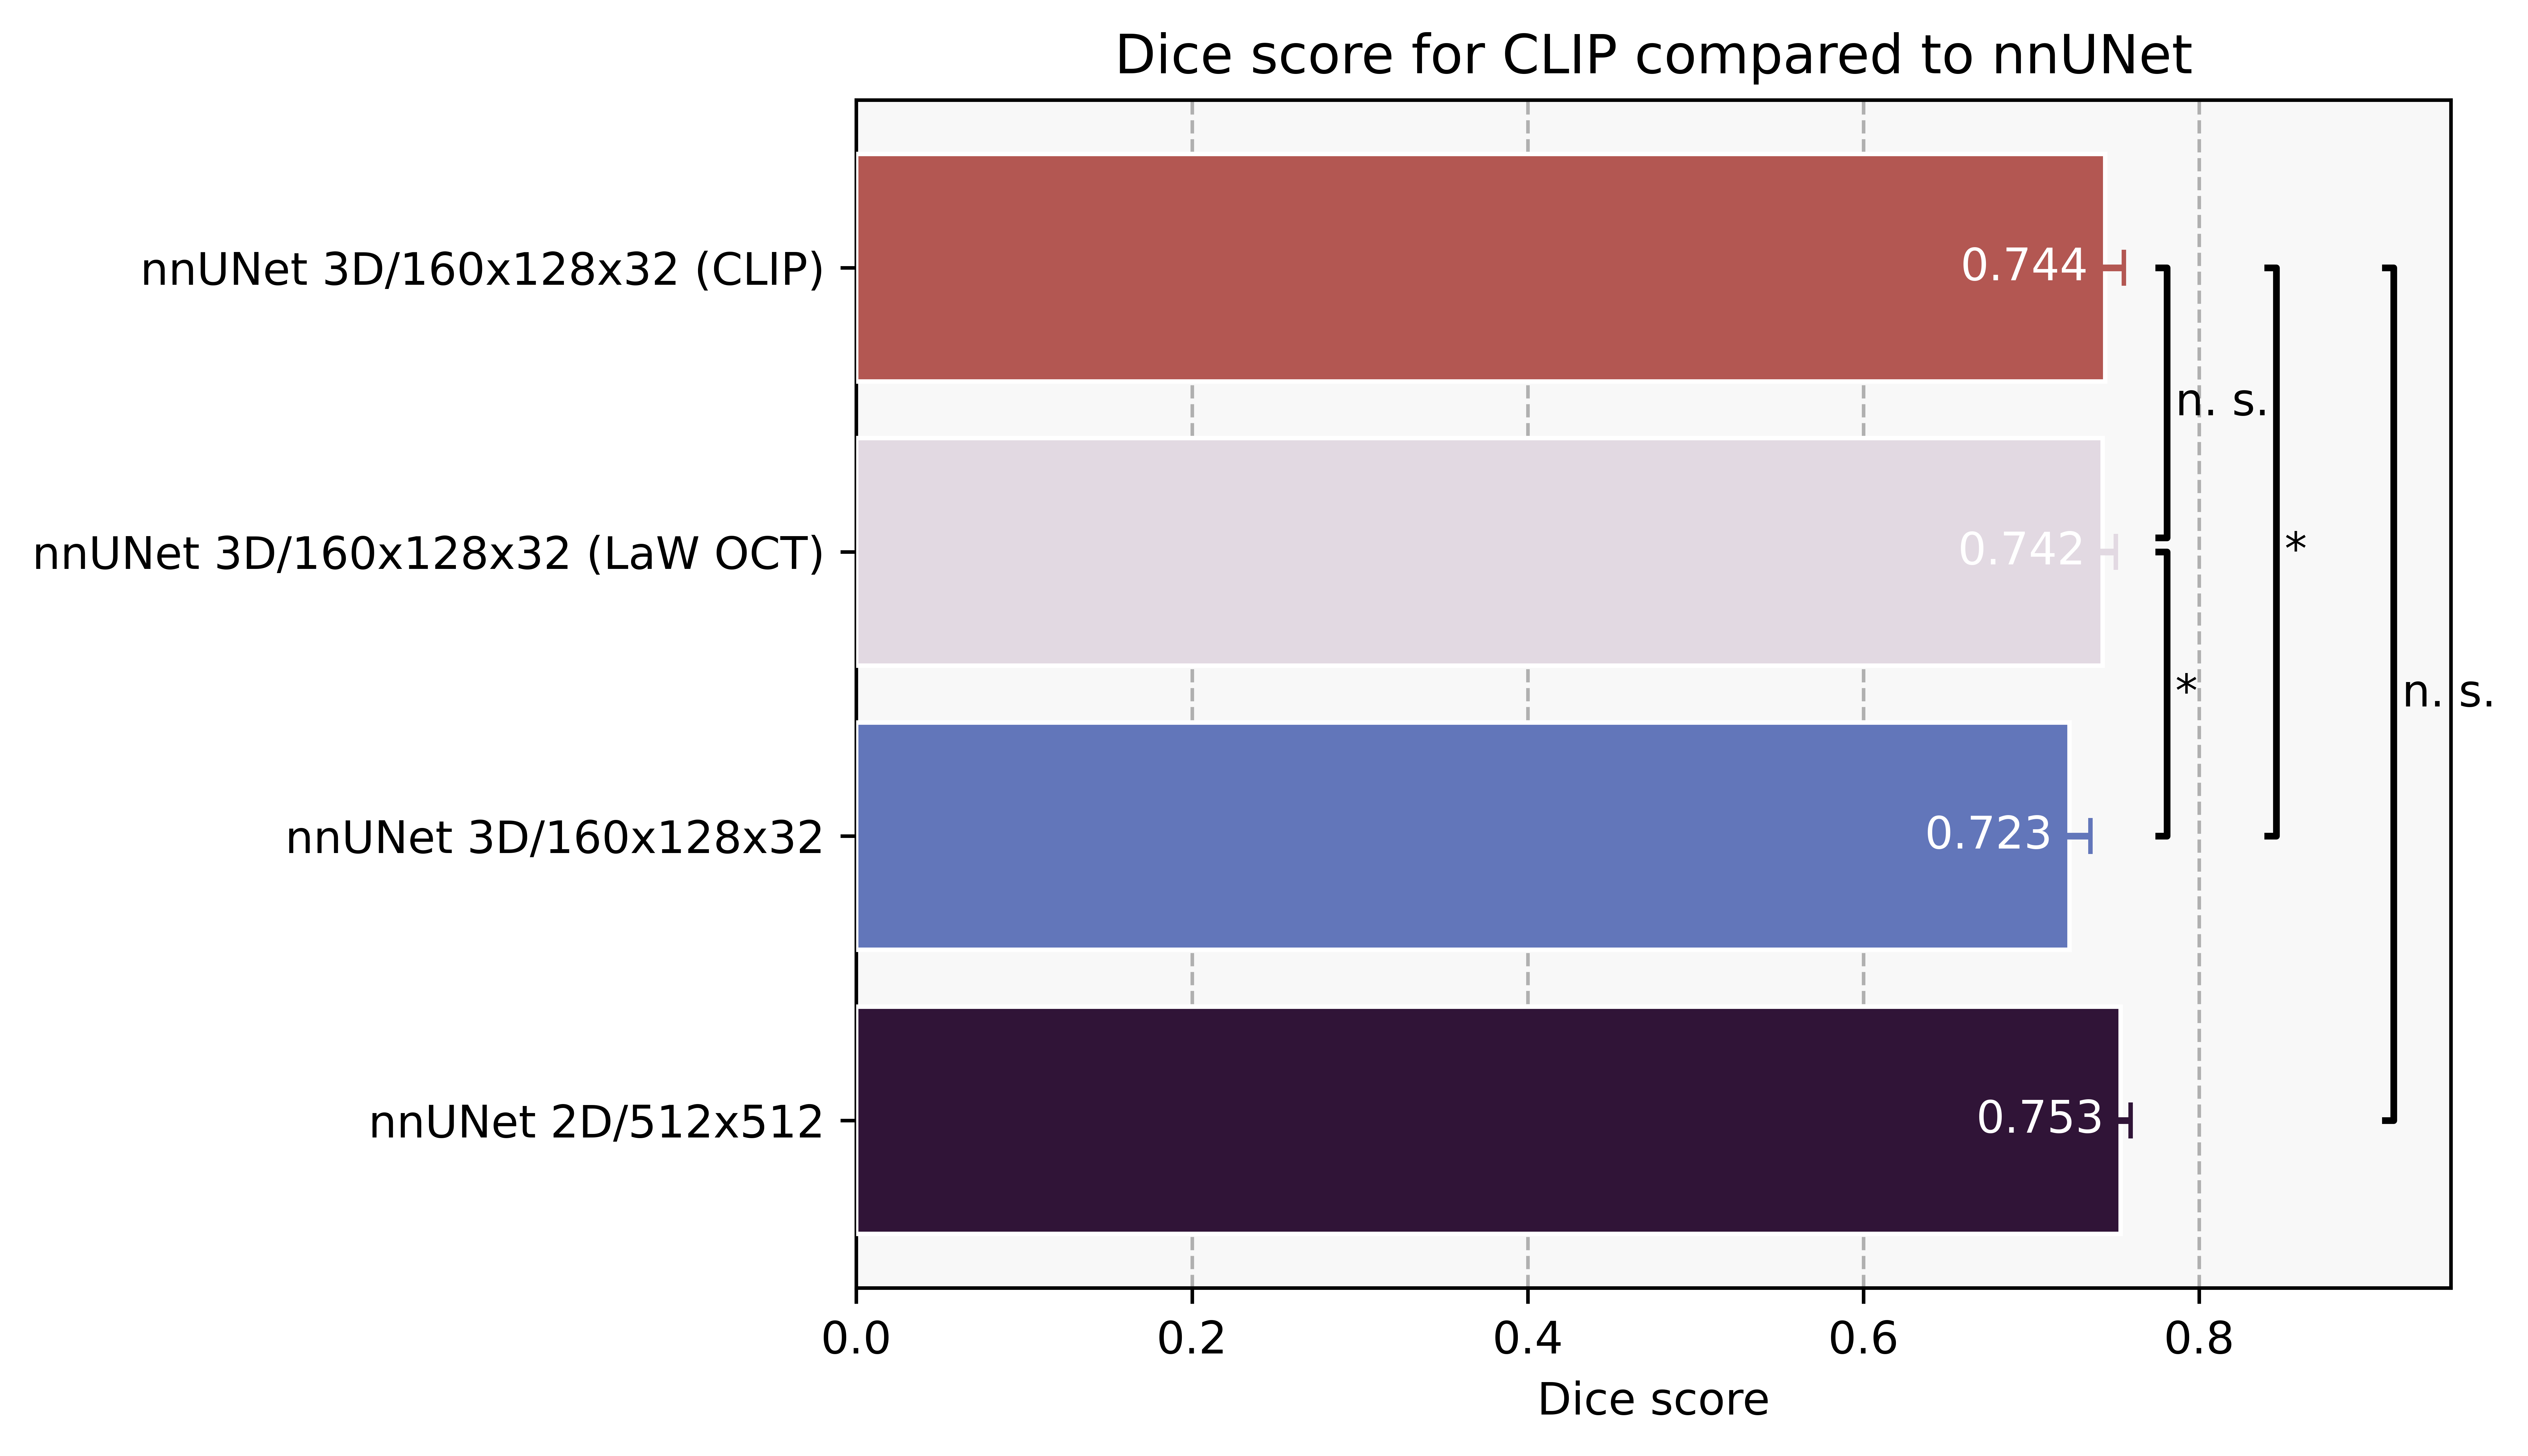 Dice score for CLIP compared to nnUNet
nnUNet 3D/160x128x32 (CLIP)
0.744
n. s.
nnUNet 3D/160x128x32 (LaW OCT)
0.742
*
*
n. s.
nnUNet 3D/160x128x32
0.723
nnUNet 2D/512x512
0.753
0.0 0.2 0.4 0.6 0.8
Dice score